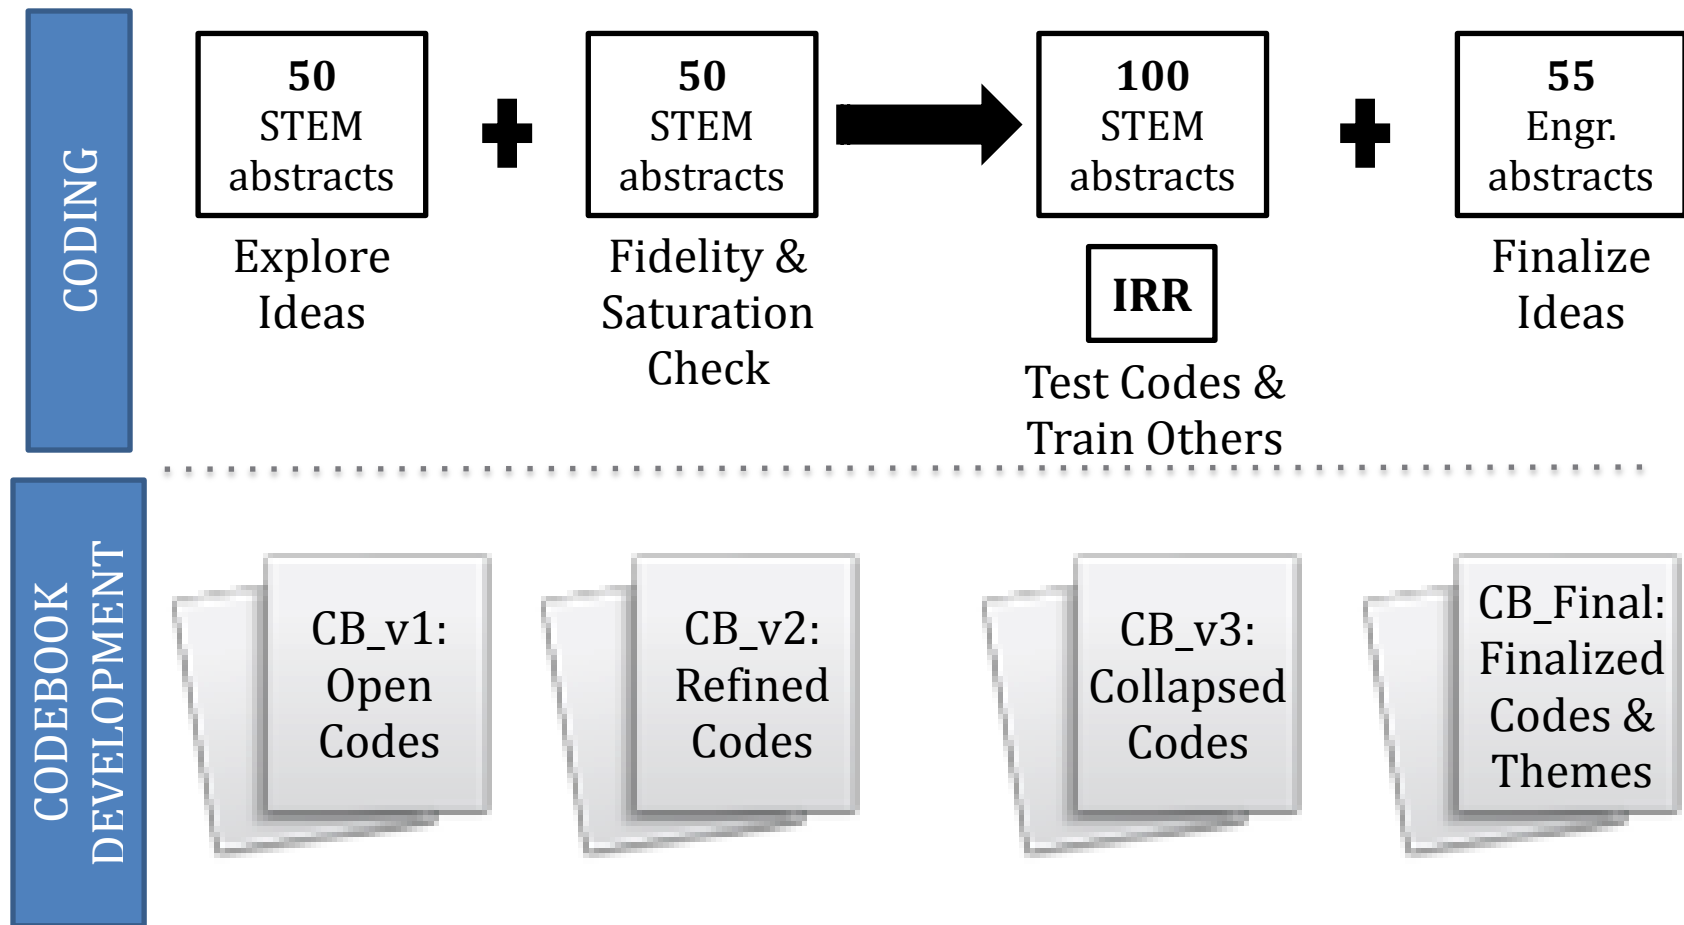 CODING
50
STEM
abstracts
Explore
Ideas
50
STEM
abstracts
Fidelity &
Saturation
Check
100
STEM
abstracts
IRR
Test Codes &
Train Others
55
Engr.
abstracts
Finalize
Ideas
CODEBOOK
DEVELOPMENT
CB_v1:
Open
Codes
CB_v2:
Refined
Codes
CB_v3:
Collapsed
Codes
CB_Final:
Finalized
Codes &
Themes